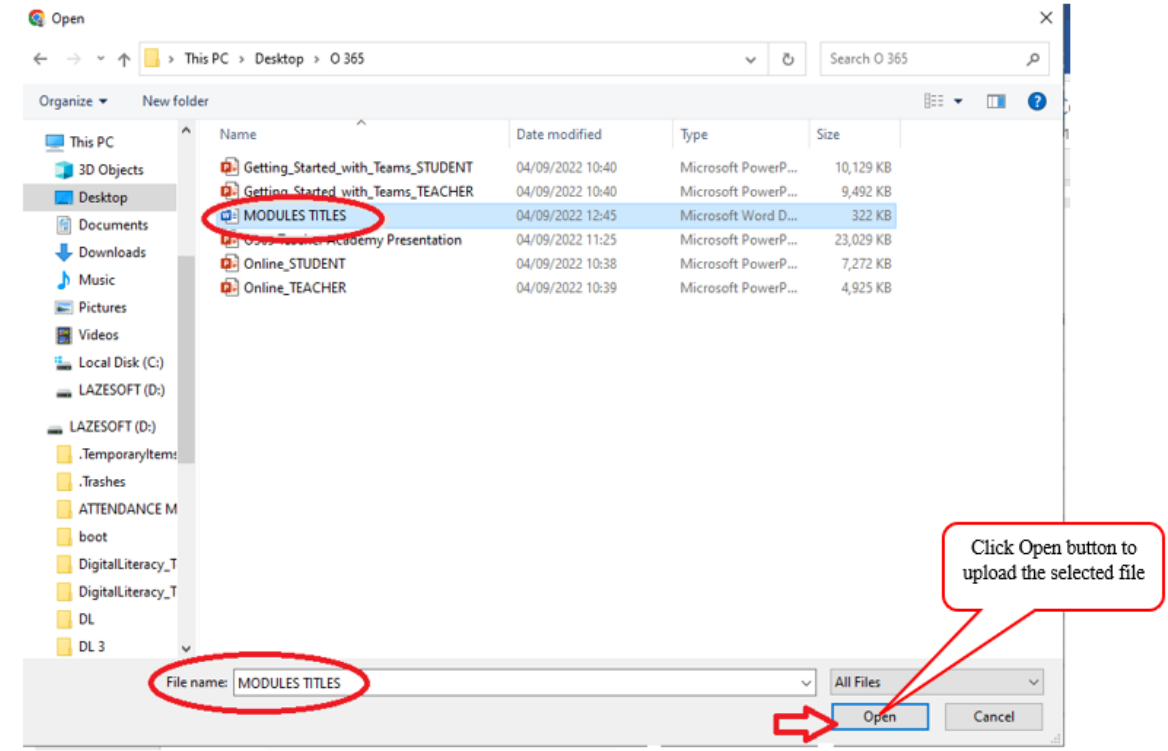 Open
This PC > Desktop > O 365
Search O 365
Organize
New folder
Name Date modified Type Size
Getting_Started_with_Teams_STUDENT 04/09/2022 10:40 Microsoft PowerP... 10,129 KB
Getting_Started_with_Teams_TEACHER 04/09/2022 10:40 Microsoft PowerP... 9,492 KB
MODULES TITLES 04/09/2022 12:45 Microsoft Word D... 322 KB
O365 Teacher Academy Presentation 04/09/2022 11:25 Microsoft PowerP... 23,029 KB
Online_STUDENT 04/09/2022 10:38 Microsoft PowerP... 7,272 KB
Online_TEACHER 04/09/2022 10:39 Microsoft PowerP... 4,925 KB
This PC
3D Objects
Desktop
Documents
Downloads
Music
Pictures
Videos
Local Disk (C:)
LAZESOFT (D:)
LAZESOFT (D:)
.TemporaryItems
.Trashes
ATTENDANCE M
boot
DigitalLiteracy_T
DigitalLiteracy_T
DL
DL 3
Click Open button to
upload the selected file
File name: MODULES TITLES
All Files
Open
Cancel